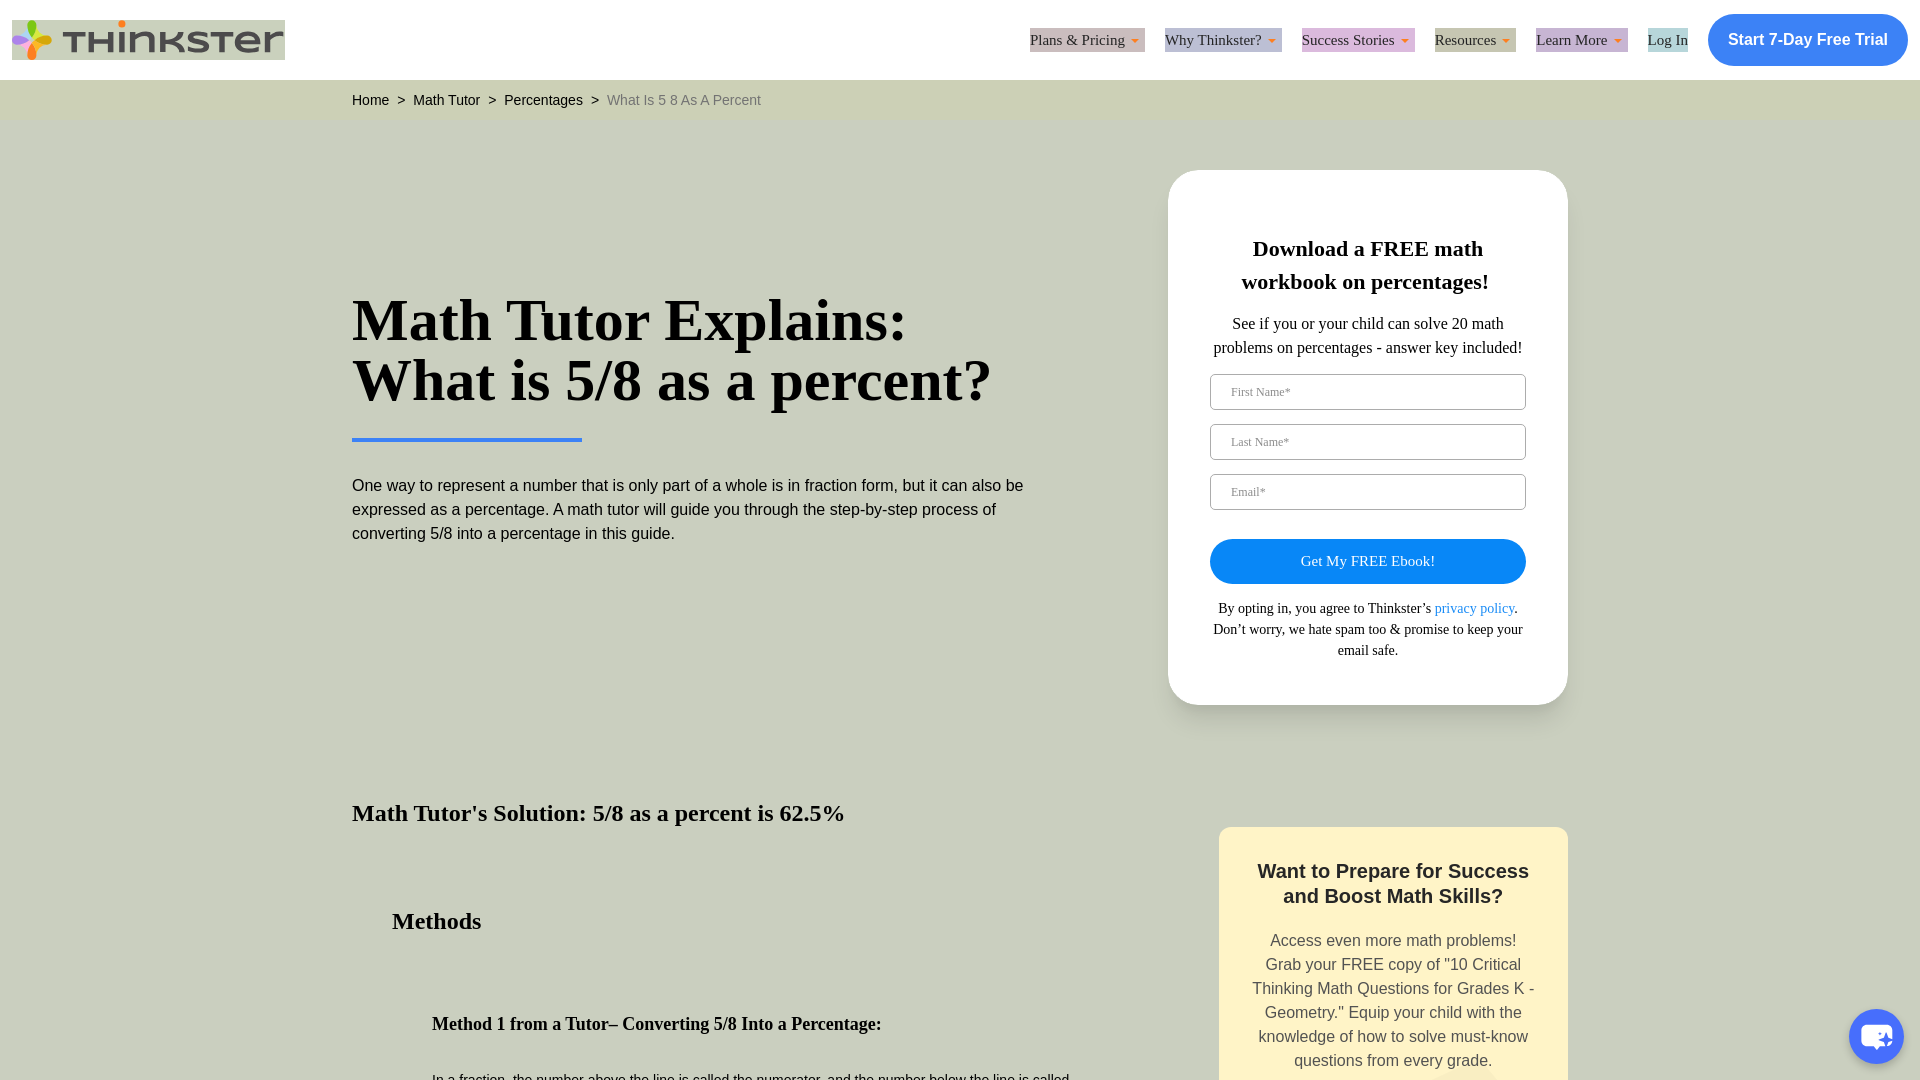 THINKSTER
Plans & Pricing
Why Thinkster?
Success Stories
Resources
Learn More
Log In
Start 7-Day Free Trial
Home > Math Tutor > Percentages > What Is 5 8 As A Percent
Math Tutor Explains:
What is 5/8 as a percent?
One way to represent a number that is only part of a whole is in fraction form, but it can also be
expressed as a percentage. A math tutor will guide you through the step-by-step process of
converting 5/8 into a percentage in this guide.
Download a FREE math
workbook on percentages!
See if you or your child can solve 20 math
problems on percentages - answer key included!
First Name*
Last Name*
Email*
Get My FREE Ebook!
By opting in, you agree to Thinkster’s privacy policy.
Don’t worry, we hate spam too & promise to keep your
email safe.
Math Tutor's Solution: 5/8 as a percent is 62.5%
Methods
Method 1 from a Tutor– Converting 5/8 Into a Percentage:
In a fraction, the number above the line is called the numerator, and the number below the line is called
Want to Prepare for Success
and Boost Math Skills?
Access even more math problems!
Grab your FREE copy of "10 Critical
Thinking Math Questions for Grades K -
Geometry." Equip your child with the
knowledge of how to solve must-know
questions from every grade.